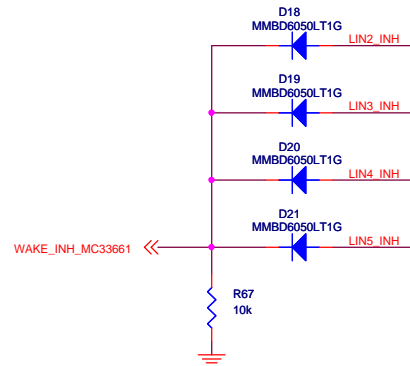 D18
MMBD6050LT1G
LIN2_INH
D19
MMBD6050LT1G
LIN3_INH
D20
MMBD6050LT1G
LIN4_INH
D21
MMBD6050LT1G
LIN5_INH
WAKE_INH_MC33661
R67
10k